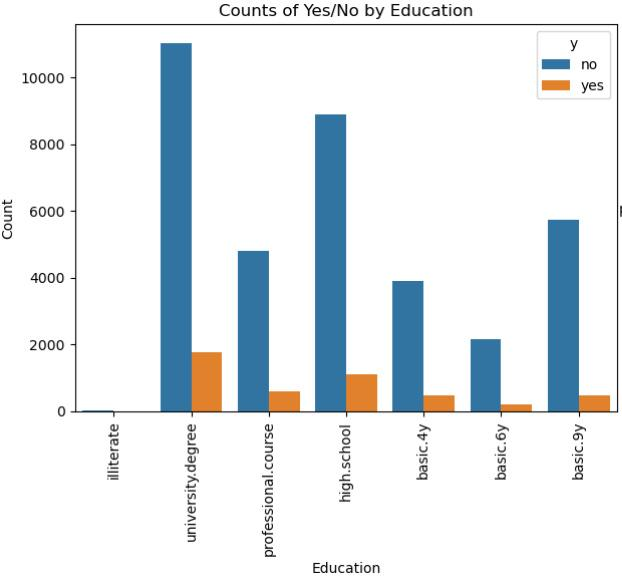 Counts of Yes/No by Education
y
no
yes
10000
8000
6000
4000
2000
0
Count
illiterate
university.degree
professional.course
high.school
basic.4y
basic.6y
basic.9y
Education